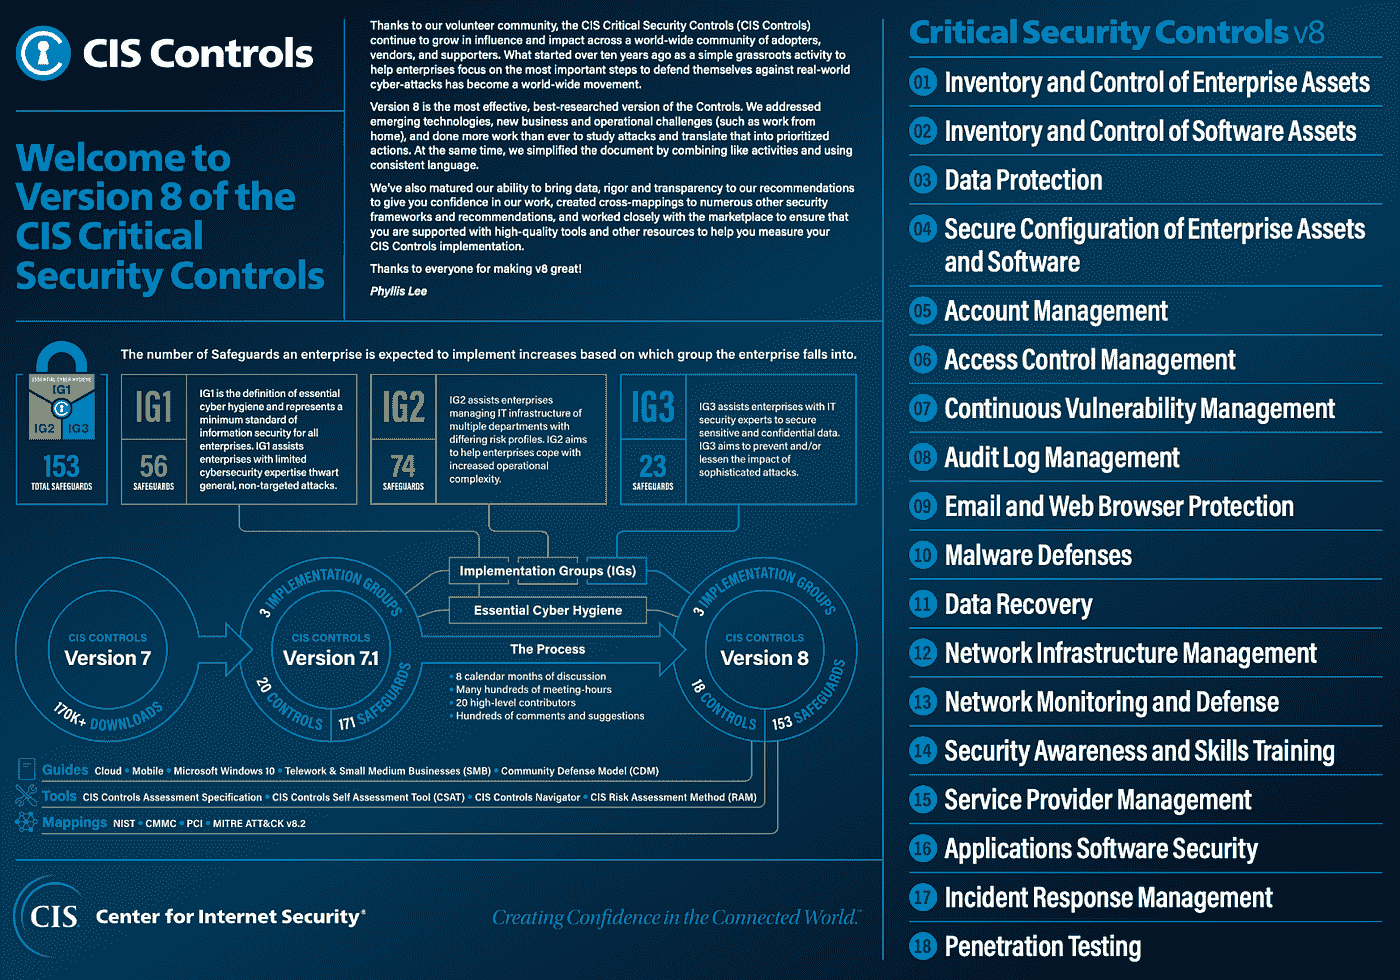 CIS Controls
Welcome to
Version 8 of the
CIS Critical
Security Controls
Thanks to our volunteer community, the CIS Critical Security Controls (CIS Controls)
continue to grow in influence and impact across a world-wide community of adopters,
vendors, and supporters. What started over ten years ago as a simple grassroots activity to
help enterprises focus on the most important steps to defend themselves against real-world
cyber-attacks has become a world-wide movement.
Version 8 is the most effective, best-researched version of the Controls. We addressed
emerging technologies, new business and operational challenges (such as work from
home), and done more work than ever to study attacks and translate that into prioritized
actions. At the same time, we simplified the document by combining like activities and using
consistent language.
We've also matured our ability to bring data, rigor and transparency to our recommendations
to give you confidence in our work, created cross-mappings to numerous other security
frameworks and recommendations, and worked closely with the marketplace to ensure that
you are supported with high-quality tools and other resources to help you measure your
CIS Controls implementation.
Thanks to everyone for making v8 great!
Phyllis Lee
The number of Safeguards an enterprise is expected to implement increases based on which group the enterprise falls into.
ESSENTIAL CYBER HYGIENE
IG1
IG2
IG3
153
TOTAL SAFEGUARDS
IG1
56
SAFEGUARDS
IG1 is the definition of essential
cyber hygiene and represents a
minimum standard of
information security for all
enterprises. IG1 assists
enterprises with limited
cybersecurity expertise thwart
general, non-targeted attacks.
IG2
74
SAFEGUARDS
IG2 assists enterprises
managing IT infrastructure of
multiple departments with
differing risk profiles. IG2 aims
to help enterprises cope with
increased operational
complexity.
IG3
23
SAFEGUARDS
IG3 assists enterprises with IT
security experts to secure
sensitive and confidential data.
IG3 aims to prevent and/or
lessen the impact of
sophisticated attacks.
CIS CONTROLS
Version 7
170K+ DOWNLOADS
3 IMPLEMENTATION GROUPS
CIS CONTROLS
Version 7.1
20 CONTROLS
171 SAFEGUARDS
Implementation Groups (IGs)
Essential Cyber Hygiene
The Process
• 8 calendar months of discussion
• Many hundreds of meeting-hours
• 20 high-level contributors
• Hundreds of comments and suggestions
3 IMPLEMENTATION GROUPS
CIS CONTROLS
Version 8
18 CONTROLS
153 SAFEGUARDS
Guides Cloud • Mobile • Microsoft Windows 10 • Telework & Small Medium Businesses (SMB) • Community Defense Model (CDM)
Tools CIS Controls Assessment Specification • CIS Controls Self Assessment Tool (CSAT) • CIS Controls Navigator • CIS Risk Assessment Method (RAM)
Mappings NIST • CMMC • PCI • MITRE ATT&CK v8.2
CIS Center for Internet Security®
Creating Confidence in the Connected World.™
Critical Security Controls v8
01 Inventory and Control of Enterprise Assets
02 Inventory and Control of Software Assets
03 Data Protection
04 Secure Configuration of Enterprise Assets
and Software
05 Account Management
06 Access Control Management
07 Continuous Vulnerability Management
08 Audit Log Management
09 Email and Web Browser Protection
10 Malware Defenses
11 Data Recovery
12 Network Infrastructure Management
13 Network Monitoring and Defense
14 Security Awareness and Skills Training
15 Service Provider Management
16 Applications Software Security
17 Incident Response Management
18 Penetration Testing